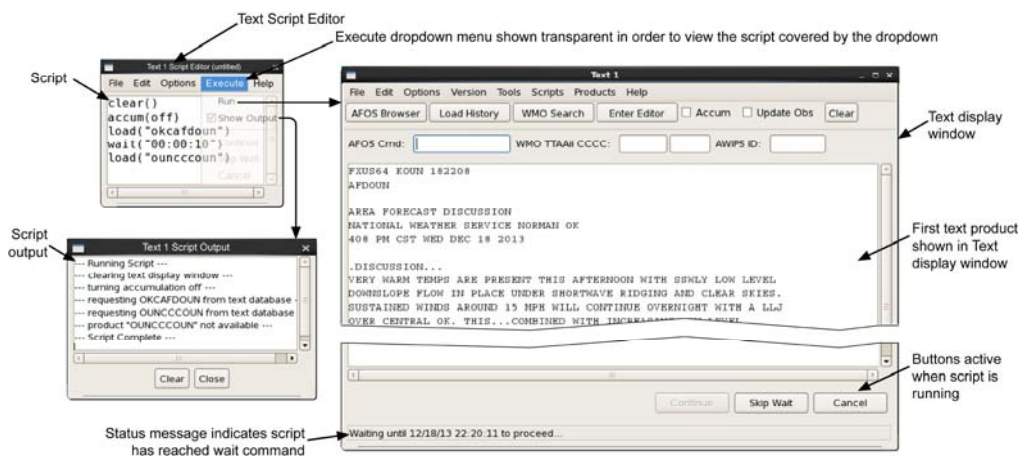 Text Script Editor
Execute dropdown menu shown transparent in order to view the script covered by the dropdown
Script
Text 1 Script Editor (untitled)
File Edit Options Execute Help
clear()
accum(off)
load("okcafdoun")
wait("00:00:10")
load("ouncccoun")
Run
Show Output
Continue
Skip Wait
Cancel
Text 1
File Edit Options Version Tools Scripts Products Help
AFOS Browser Load History WMO Search Enter Editor Accum Update Obs Clear
AFOS Cmd: WMO TTAAii CCCC: AWIPS ID:
Text display
window
FXUS64 KOUN 182208
AFDOUN
AREA FORECAST DISCUSSION
NATIONAL WEATHER SERVICE NORMAN OK
408 PM CST WED DEC 18 2013
.DISCUSSION...
VERY WARM TEMPS ARE PRESENT THIS AFTERNOON WITH SSWLY LOW LEVEL
DOWNSLOPE FLOW IN PLACE UNDER SHORTWAVE RIDGING AND CLEAR SKIES.
SUSTAINED WINDS AROUND 15 MPH WILL CONTINUE OVERNIGHT WITH A LLJ
OVER CENTRAL OK. THIS...COMBINED WITH
First text product
shown in Text
display window
Script
output
Text 1 Script Output
--- Running Script ---
--- clearing text display window ---
--- turning accumulation off ---
--- requesting OKCAFDOUN from text database -
--- requesting OUNCCCOUN from text database
--- product "OUNCCCOUN" not available ---
--- Script Complete ---
Clear Close
Buttons active
when script is
running
Continue Skip Wait Cancel
Status message indicates script
has reached wait command
Waiting until 12/18/13 22:20:11 to proceed...